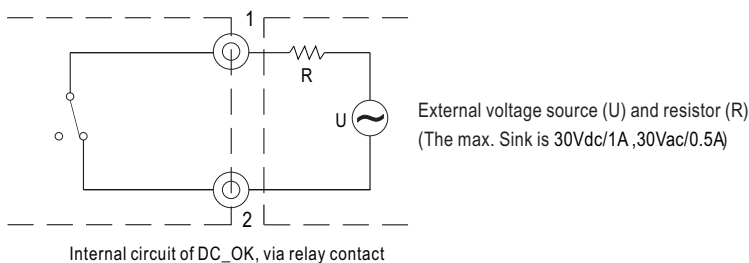 1
R
U
External voltage source (U) and resistor (R)
(The max. Sink is 30Vdc/1A ,30Vac/0.5A)
2
Internal circuit of DC_OK, via relay contact